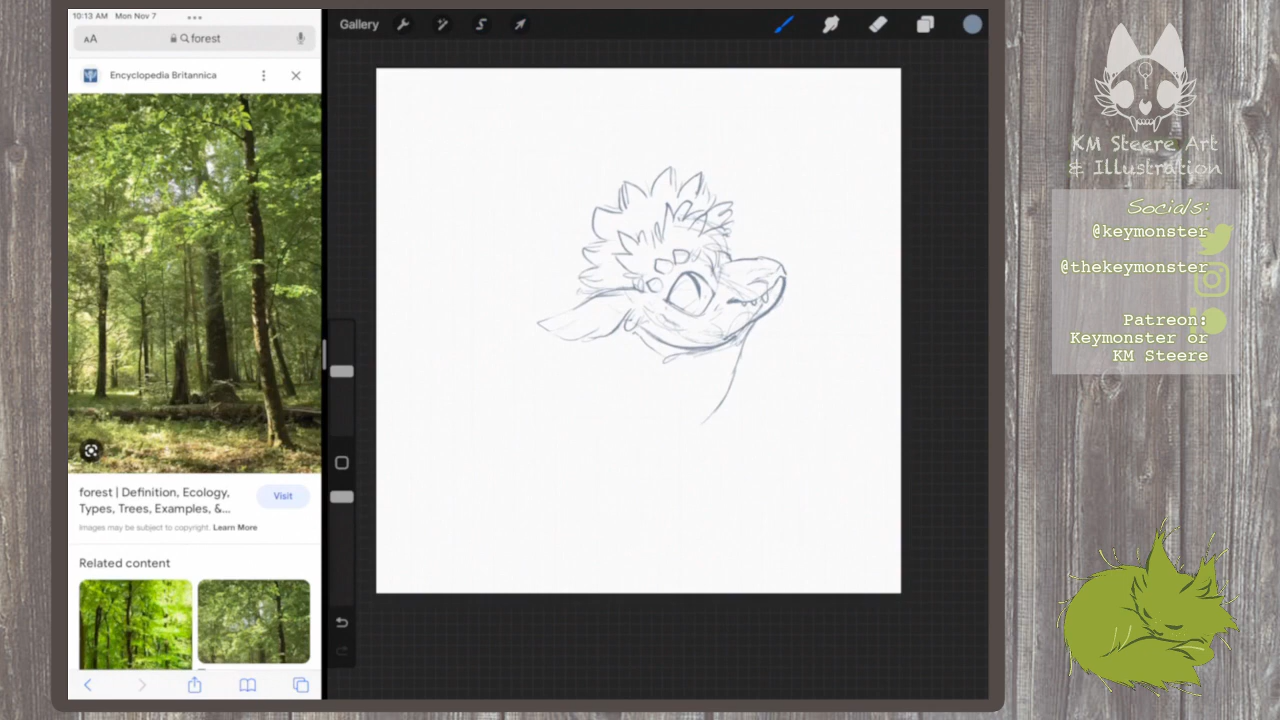 10:13 AM Mon Nov 7
AA
forest
Encyclopedia Britannica
forest | Definition, Ecology,
Types, Trees, Examples, &...
Visit
Images may be subject to copyright. Learn More
Related content
Gallery
KM Steere Art
& Illustration
Socials:
@keymonster
@thekeymonster
Patreon:
Keymonster or
KM Steere